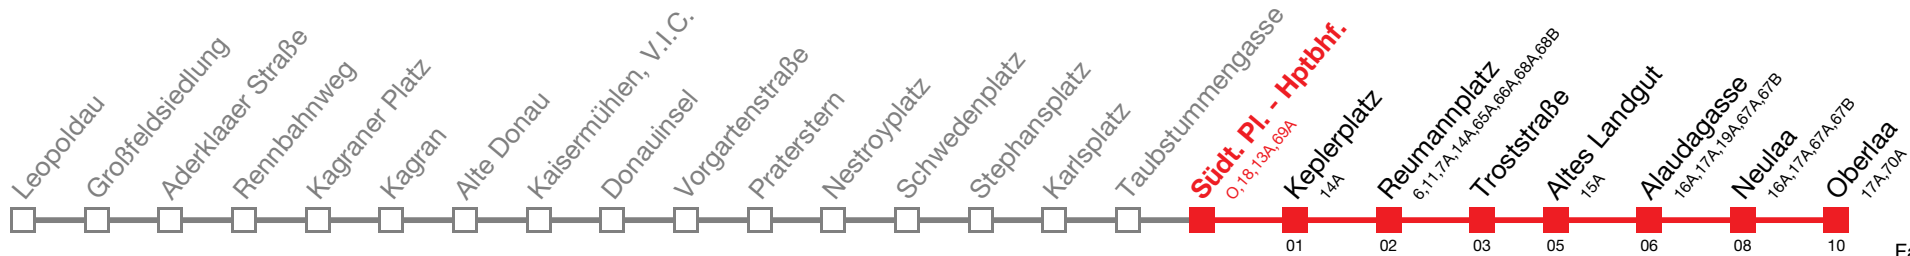 Leopoldau
Großfeldsiedlung
Aderklaaer Straße
Rennbahnweg
Kagraner Platz
Kagran
Alte Donau
Kaisermühlen, V.I.C.
Donauinsel
Vorgartenstraße
Praterstern
Nestroyplatz
Schwedenplatz
Stephansplatz
Karlsplatz
Taubstummengasse
Südt. Pl. - Hptbhf.
O,18,13A,69A
Keplerplatz
14A
01
Reumannplatz
6,11,7A,14A,65A,66A,68A,68B
02
Troststraße
03
Altes Landgut
15A
05
Alaudagasse
16A,17A,19A,67A,67B
06
Neulaa
16A,17A,67A,67B
08
Oberlaa
17A,70A
10